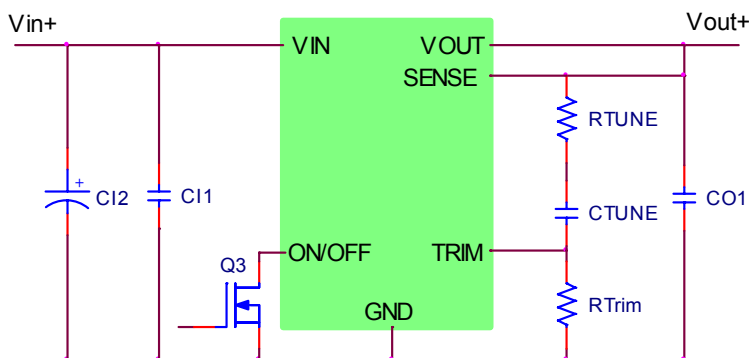 Vin+
Vout+
VIN
VOUT
SENSE
RTUNE
+
CI2
CI1
CTUNE
CO1
ON/OFF
TRIM
Q3
RTrim
GND